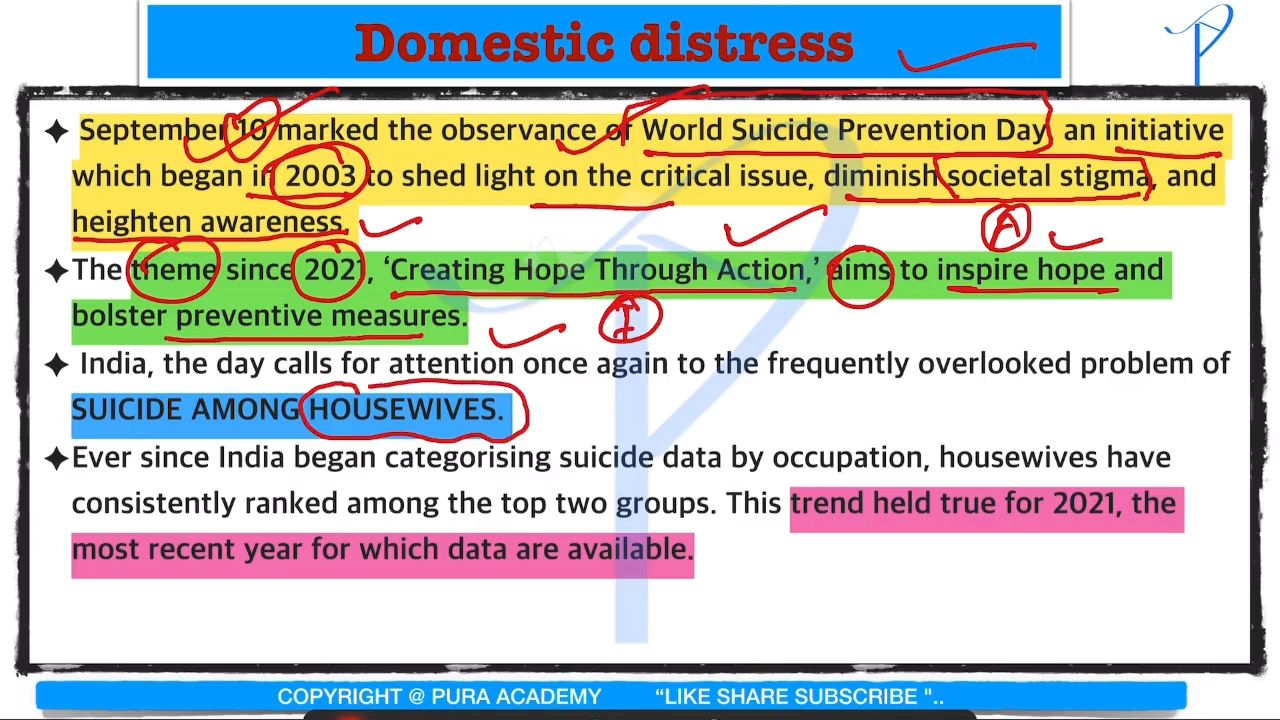 Domestic distress
✦ September 10 marked the observance of World Suicide Prevention Day, an initiative
which began in 2003 to shed light on the critical issue, diminish societal stigma, and
heighten awareness.
A
✦The theme since 2021, ‘Creating Hope Through Action,’ aims to inspire hope and
bolster preventive measures.
I
✦ India, the day calls for attention once again to the frequently overlooked problem of
SUICIDE AMONG HOUSEWIVES.
✦Ever since India began categorising suicide data by occupation, housewives have
consistently ranked among the top two groups. This trend held true for 2021, the
most recent year for which data are available.
COPYRIGHT @ PURA ACADEMY “LIKE SHARE SUBSCRIBE "..